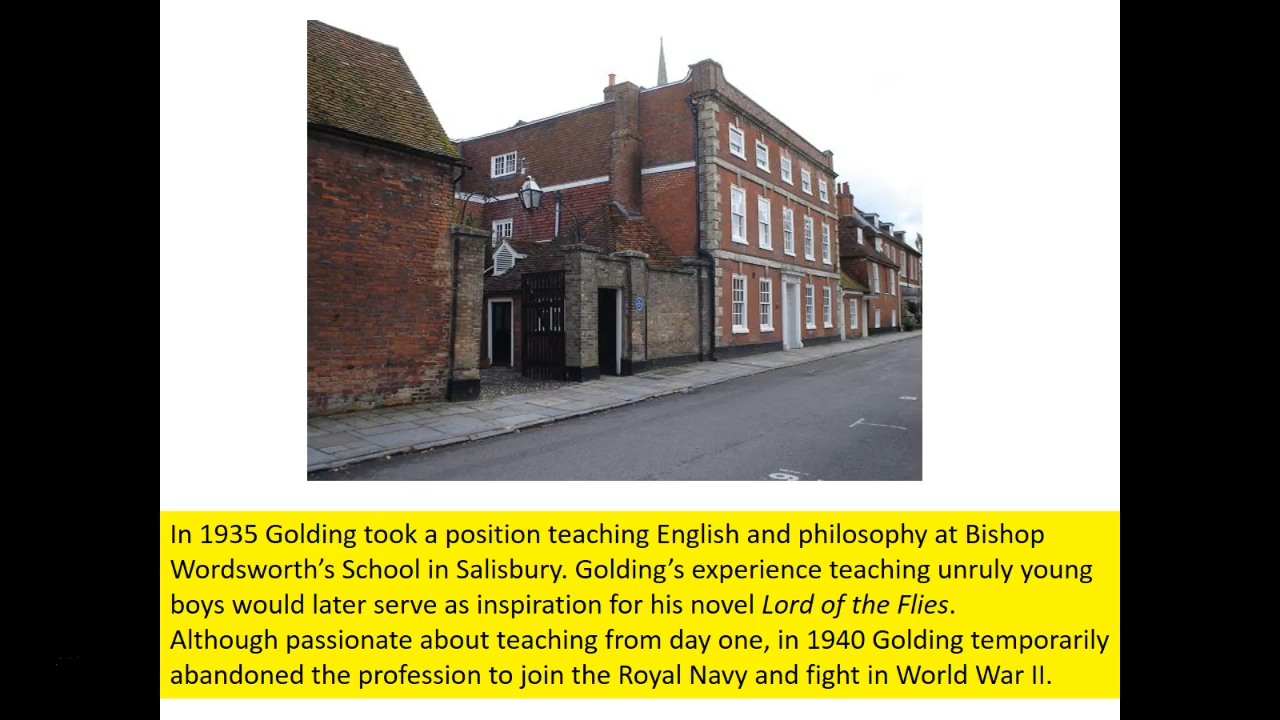 In 1935 Golding took a position teaching English and philosophy at Bishop
Wordsworth’s School in Salisbury. Golding’s experience teaching unruly young
boys would later serve as inspiration for his novel Lord of the Flies.
Although passionate about teaching from day one, in 1940 Golding temporarily
abandoned the profession to join the Royal Navy and fight in World War II.